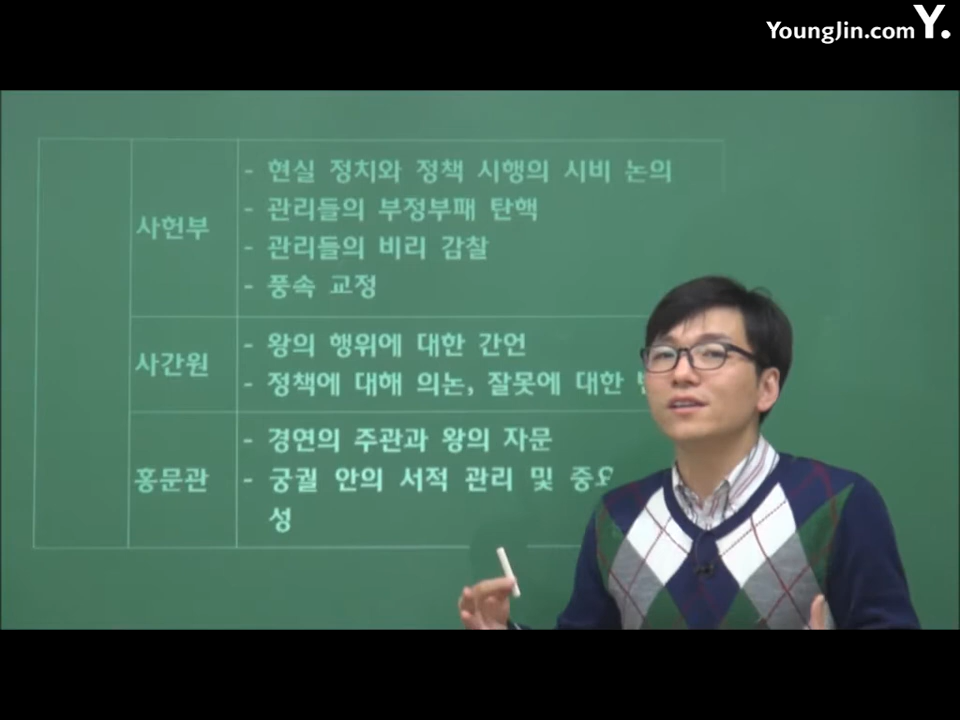 YoungJin.com Y.
사헌부
- 현실 정치와 정책 시행의 시비 논의
- 관리들의 부정부패 탄핵
- 관리들의 비리 감찰
- 풍속 교정
사간원
- 왕의 행위에 대한 간언
- 정책에 대해 의논, 잘못에 대한
홍문관
- 경연의 주관과 왕의 자문
- 궁궐 안의 서적 관리 및 중요
성